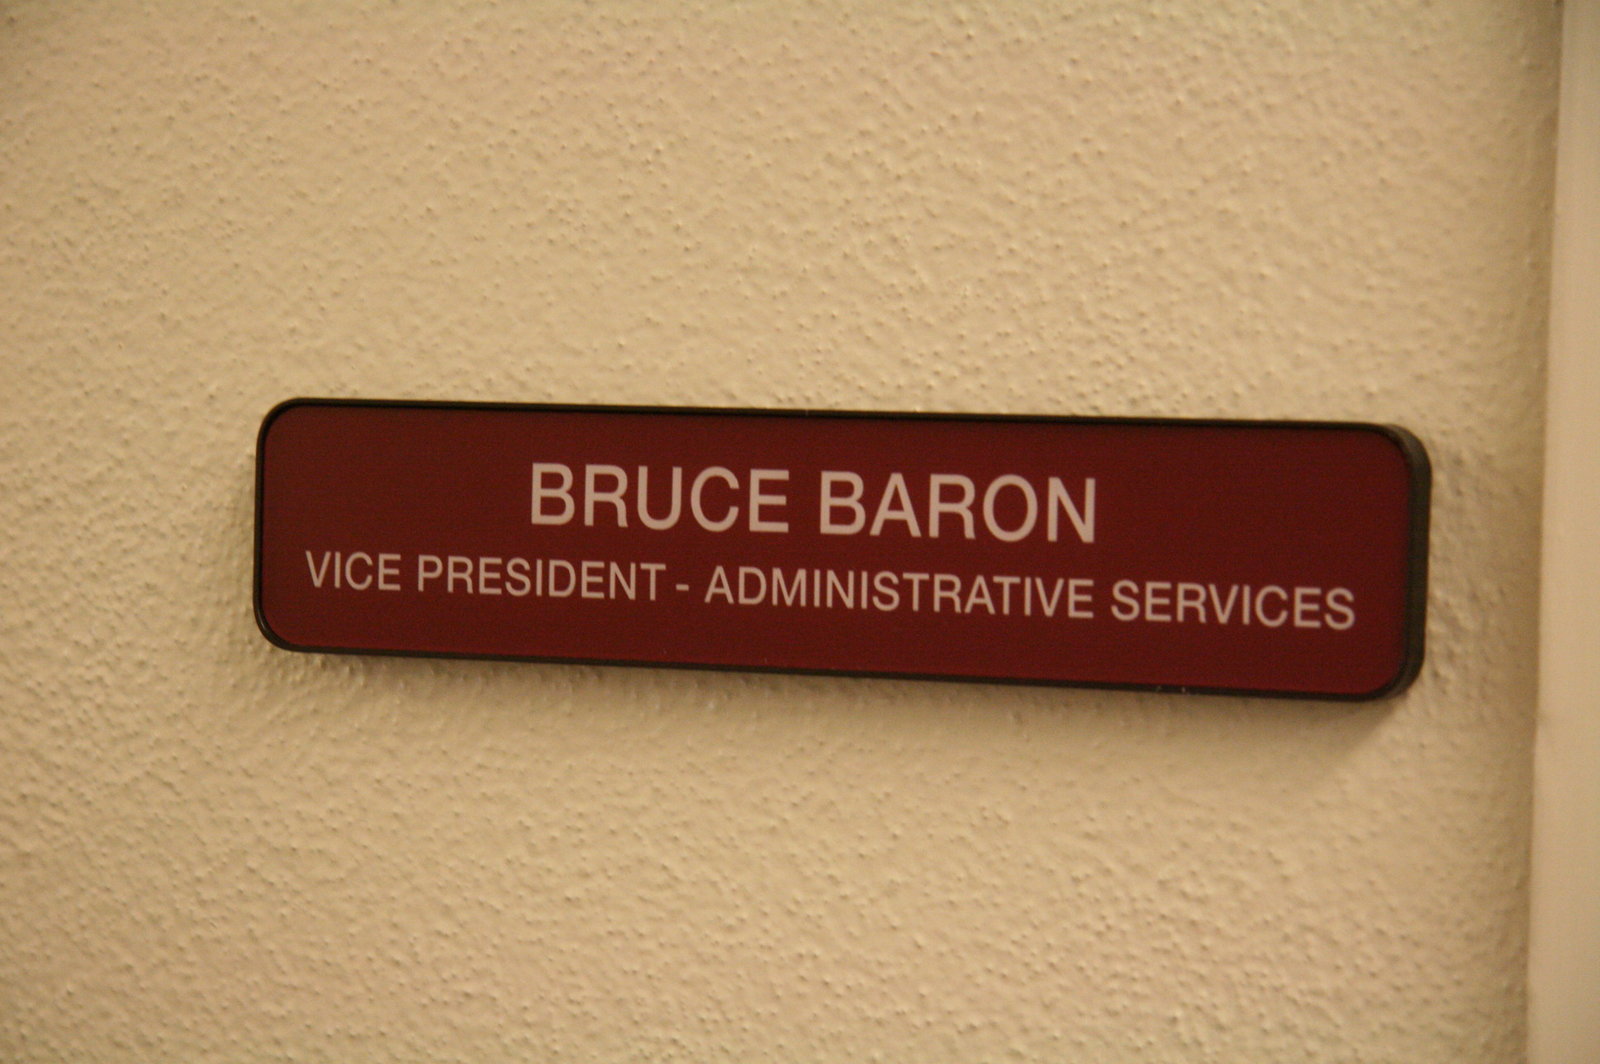 BRUCE BARON
VICE PRESIDENT - ADMINISTRATIVE SERVICES